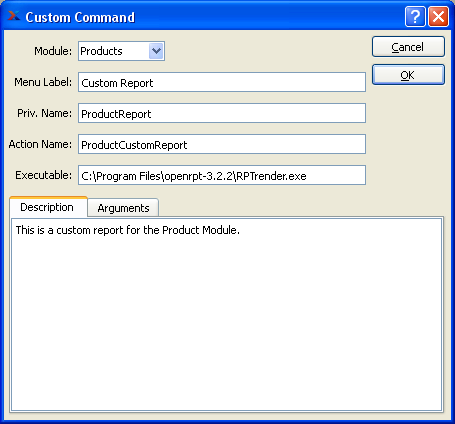 Custom Command
Module: Products
Cancel
Menu Label: Custom Report
OK
Priv. Name: ProductReport
Action Name: ProductCustomReport
Executable: C:\Program Files\openrpt-3.2.2\RPTrender.exe
Description Arguments
This is a custom report for the Product Module.